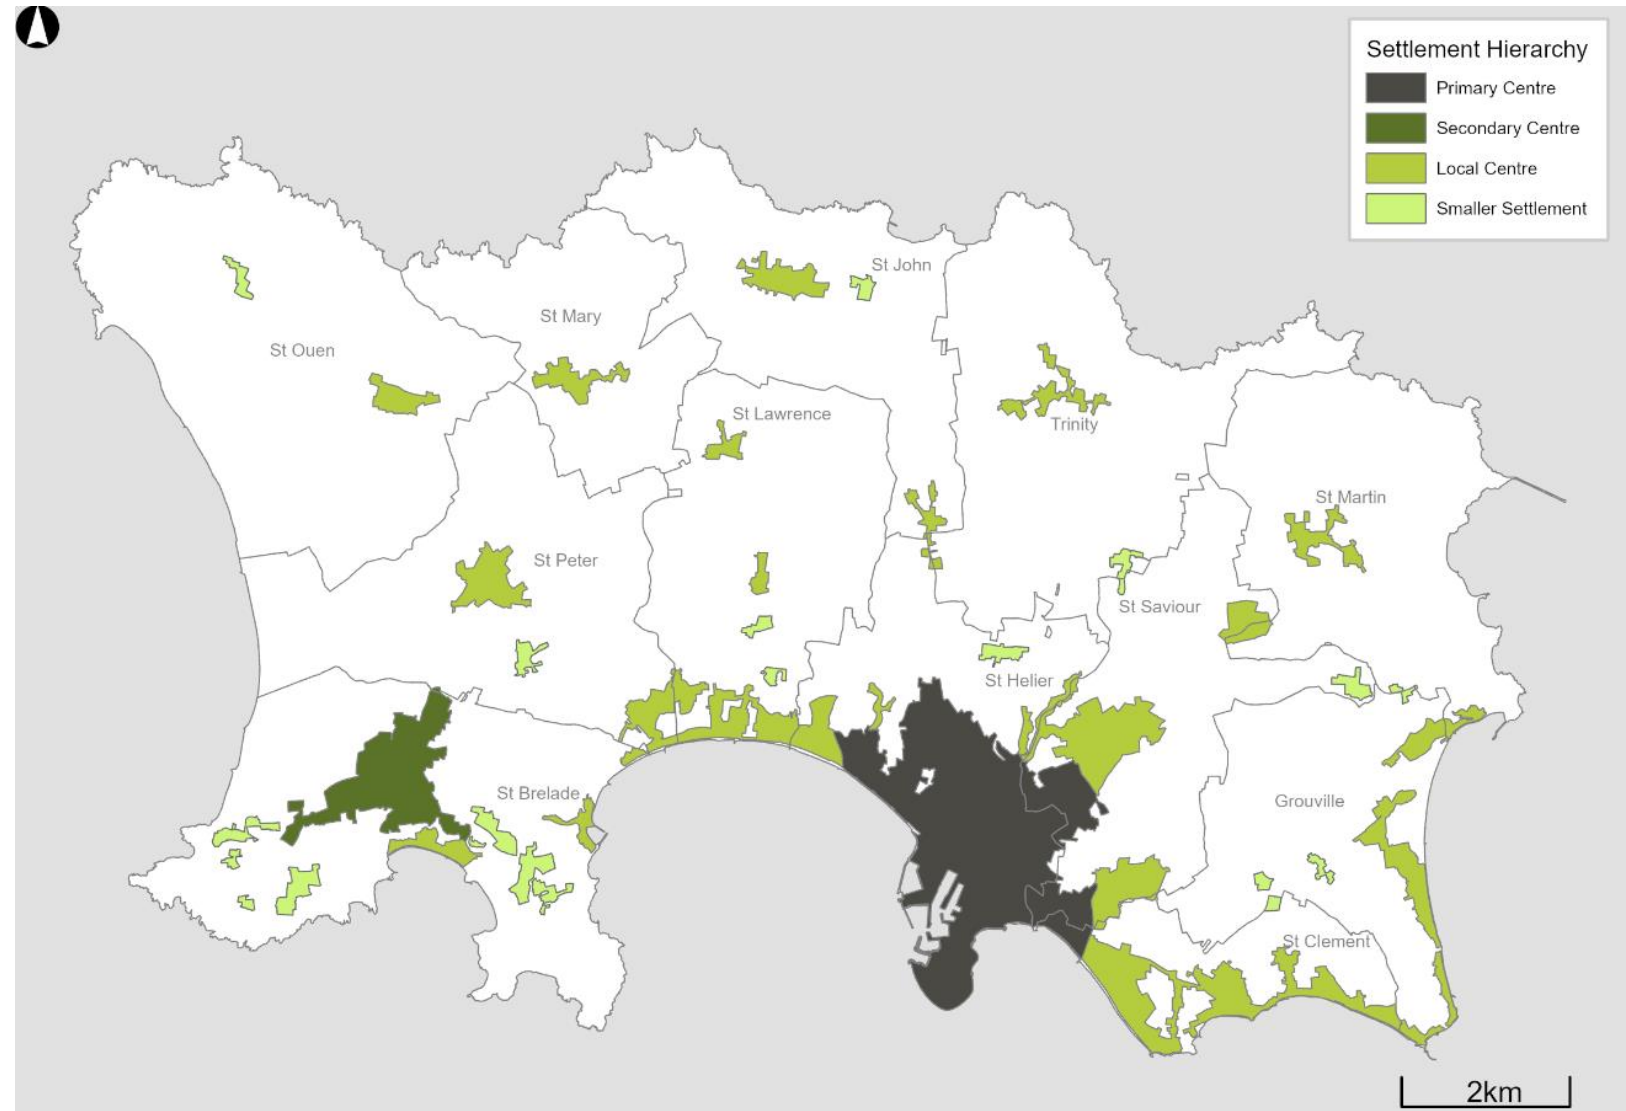 Settlement Hierarchy
Primary Centre
Secondary Centre
Local Centre
Smaller Settlement
St John
St Mary
St Ouen
St Lawrence
Trinity
St Martin
St Peter
St Saviour
St Helier
St Brelade
Grouville
St Clement
2km